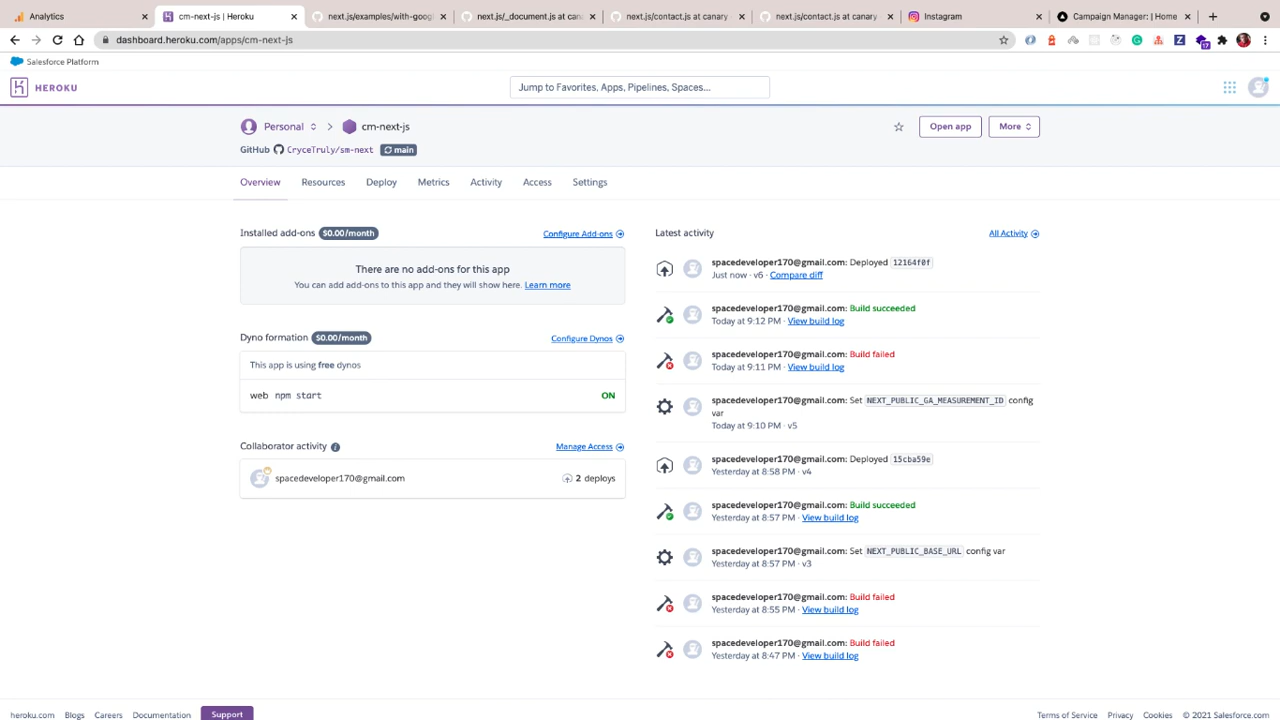 Analytics
cm-next-js | Heroku
next.js/examples/with-goog
next.js/_document.js at can
next.js/contact.js at canary
next.js/contact.js at canary
Instagram
Campaign Manager: | Home
dashboard.heroku.com/apps/cm-next-js
17
Salesforce Platform
HEROKU
Jump to Favorites, Apps, Pipelines, Spaces...
Personal
cm-next-js
Open app
More
GitHub CryceTruly/sm-next main
Overview
Resources
Deploy
Metrics
Activity
Access
Settings
Installed add-ons $0.00/month
Configure Add-ons
There are no add-ons for this app
You can add add-ons to this app and they will show here. Learn more
Dyno formation $0.00/month
Configure Dynos
This app is using free dynos
web npm start
ON
Collaborator activity
Manage Access
spacedeveloper170@gmail.com
2 deploys
Latest activity
All Activity
spacedeveloper170@gmail.com: Deployed 12164f0f
Just now · v6 · Compare diff
spacedeveloper170@gmail.com: Build succeeded
Today at 9:12 PM · View build log
spacedeveloper170@gmail.com: Build failed
Today at 9:11 PM · View build log
spacedeveloper170@gmail.com: Set NEXT_PUBLIC_GA_MEASUREMENT_ID config
var
Today at 9:10 PM · v5
spacedeveloper170@gmail.com: Deployed 15cba59e
Yesterday at 8:58 PM · v4
spacedeveloper170@gmail.com: Build succeeded
Yesterday at 8:57 PM · View build log
spacedeveloper170@gmail.com: Set NEXT_PUBLIC_BASE_URL config var
Yesterday at 8:57 PM · v3
spacedeveloper170@gmail.com: Build failed
Yesterday at 8:55 PM · View build log
spacedeveloper170@gmail.com: Build failed
Yesterday at 8:47 PM · View build log
heroku.com
Blogs
Careers
Documentation
Support
Terms of Service
Privacy
Cookies
© 2021 Salesforce.com